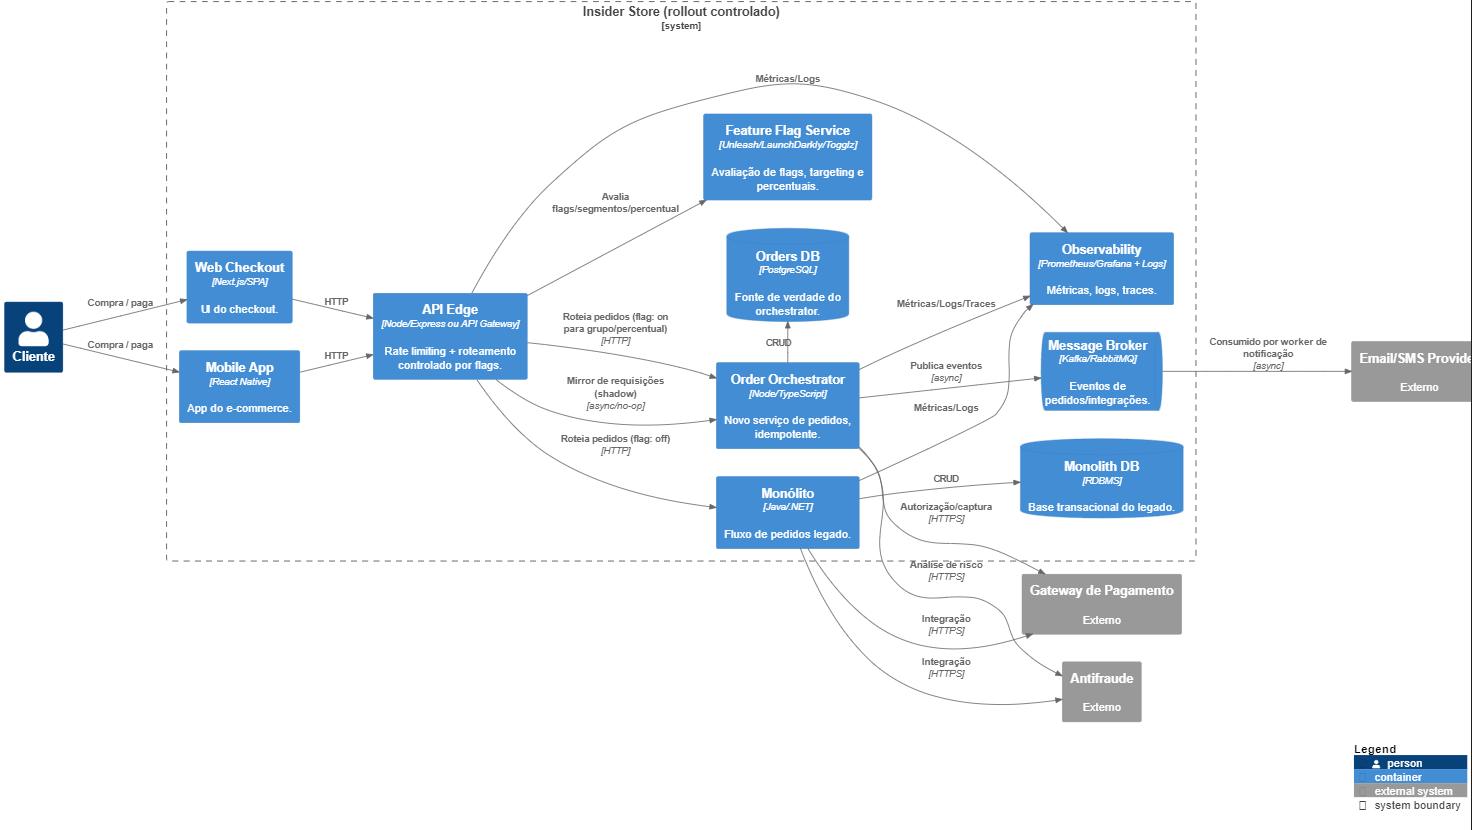 Insider Store (rollout controlado)
[system]
Métricas/Logs
Feature Flag Service
[Unleash/LaunchDarkly/Togglz]
Avaliação de flags, targeting e
percentuais.
Avalia
flags/segmentos/percentual
Orders DB
[PostgreSQL]
Fonte de verdade do
orchestrator.
Observability
[Prometheus/Grafana + Logs]
Métricas, logs, traces.
Web Checkout
[Next.js/SPA]
UI do checkout.
Compra / paga
HTTP
API Edge
[Node/Express ou API Gateway]
Rate limiting + roteamento
controlado por flags.
Cliente
Compra / paga
Mobile App
[React Native]
App do e-commerce.
HTTP
Roteia pedidos (flag: on
para grupo/percentual)
[HTTP]
Mirror de requisições
(shadow)
[async/no-op]
Roteia pedidos (flag: off)
[HTTP]
CRUD
Order Orchestrator
[Node/TypeScript]
Novo serviço de pedidos,
idempotente.
Métricas/Logs/Traces
Publica eventos
[async]
Métricas/Logs
Message Broker
[Kafka/RabbitMQ]
Eventos de
pedidos/integrações.
Consumido por worker de
notificação
[async]
Email/SMS Provide
Externo
Monólito
[Java/.NET]
Fluxo de pedidos legado.
CRUD
Monolith DB
[RDBMS]
Base transacional do legado.
Autorização/captura
[HTTPS]
Análise de risco
[HTTPS]
Gateway de Pagamento
Externo
Integração
[HTTPS]
Integração
[HTTPS]
Antifraude
Externo
Legend
person
container
external system
system boundary